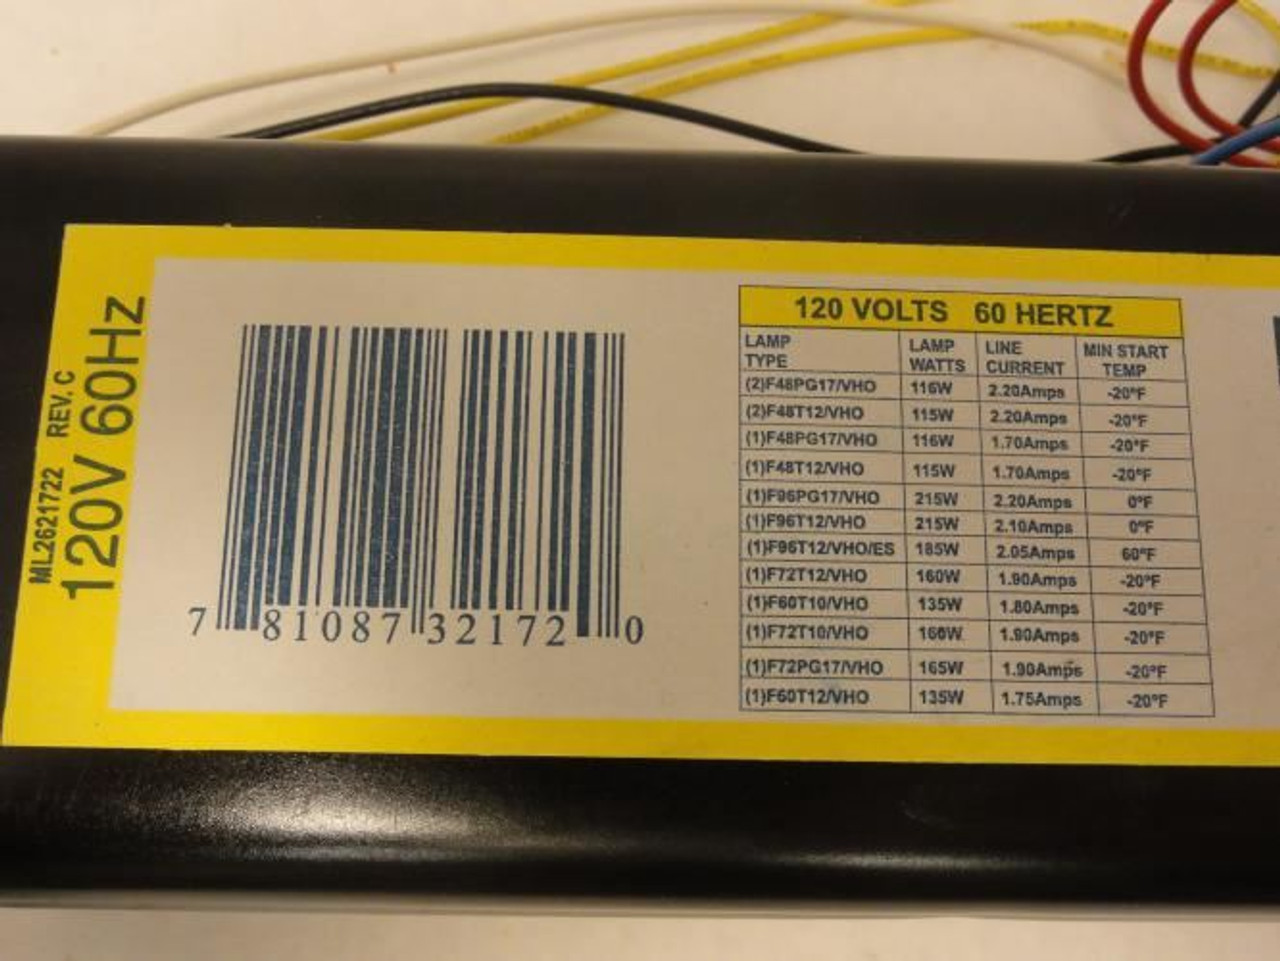 ML2621722 REV. C
120V 60Hz
7 81087 32172 0
120 VOLTS 60 HERTZ
LAMP TYPE LAMP WATTS LINE CURRENT MIN START TEMP
(2)F48PG17/VHO 116W 2.20Amps -20°F
(2)F48T12/VHO 115W 2.20Amps -20°F
(1)F48PG17/VHO 116W 1.70Amps -20°F
(1)F48T12/VHO 115W 1.70Amps -20°F
(1)F96PG17/VHO 215W 2.20Amps 0°F
(1)F96T12/VHO 215W 2.10Amps 0°F
(1)F96T12/VHO/ES 185W 2.05Amps 60°F
(1)F72T12/VHO 160W 1.90Amps -20°F
(1)F60T10/VHO 135W 1.80Amps -20°F
(1)F72T10/VHO 166W 1.90Amps -20°F
(1)F72PG17/VHO 165W 1.90Amps -20°F
(1)F60T12/VHO 135W 1.75Amps -20°F